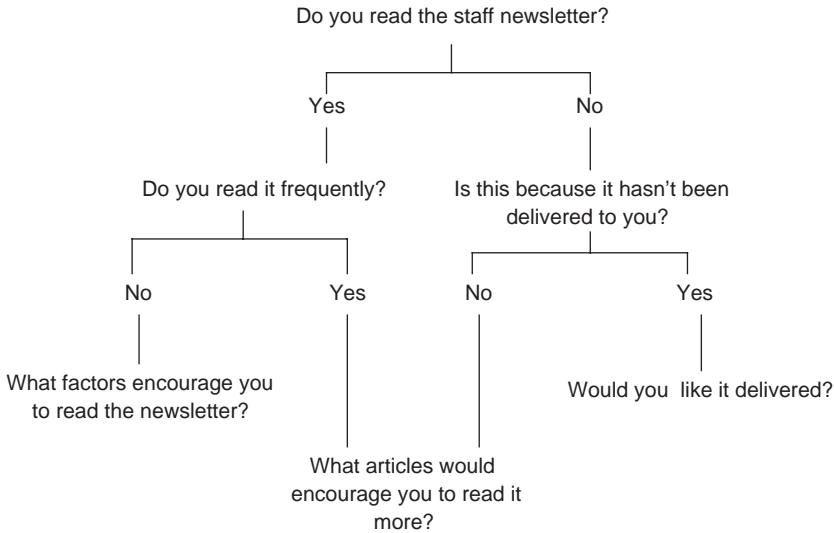 Do you read the staff newsletter?
Yes
No
Do you read it frequently?
Is this because it hasn't been
delivered to you?
No
Yes
No
Yes
What factors encourage you
to read the newsletter?
Would you like it delivered?
What articles would
encourage you to read it
more?